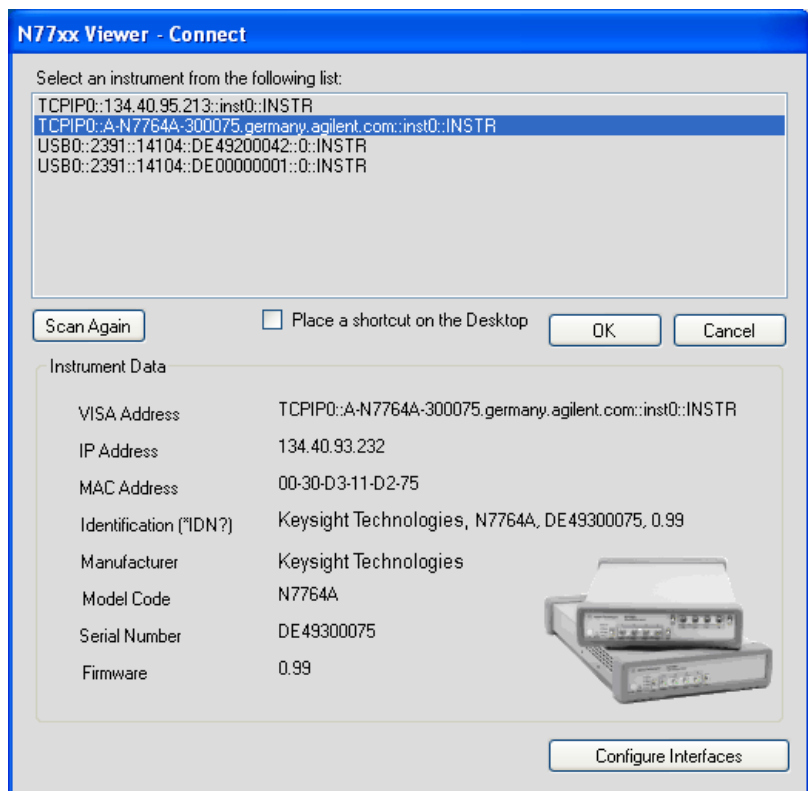 N77xx Viewer - Connect
Select an instrument from the following list:
TCPIP0::134.40.95.213::inst0::INSTR
TCPIP0::A-N7764A-300075.germany.agilent.com::inst0::INSTR
USB0::2391::14104::DE49200042::0::INSTR
USB0::2391::14104::DE00000001::0::INSTR
Scan Again Place a shortcut on the Desktop OK Cancel
Instrument Data
VISA Address TCPIP0::A-N7764A-300075.germany.agilent.com::inst0::INSTR
IP Address 134.40.93.232
MAC Address 00-30-D3-11-D2-75
Identification (*IDN?) Keysight Technologies, N7764A, DE49300075, 0.99
Manufacturer Keysight Technologies
Model Code N7764A
Serial Number DE49300075
Firmware 0.99
Configure Interfaces